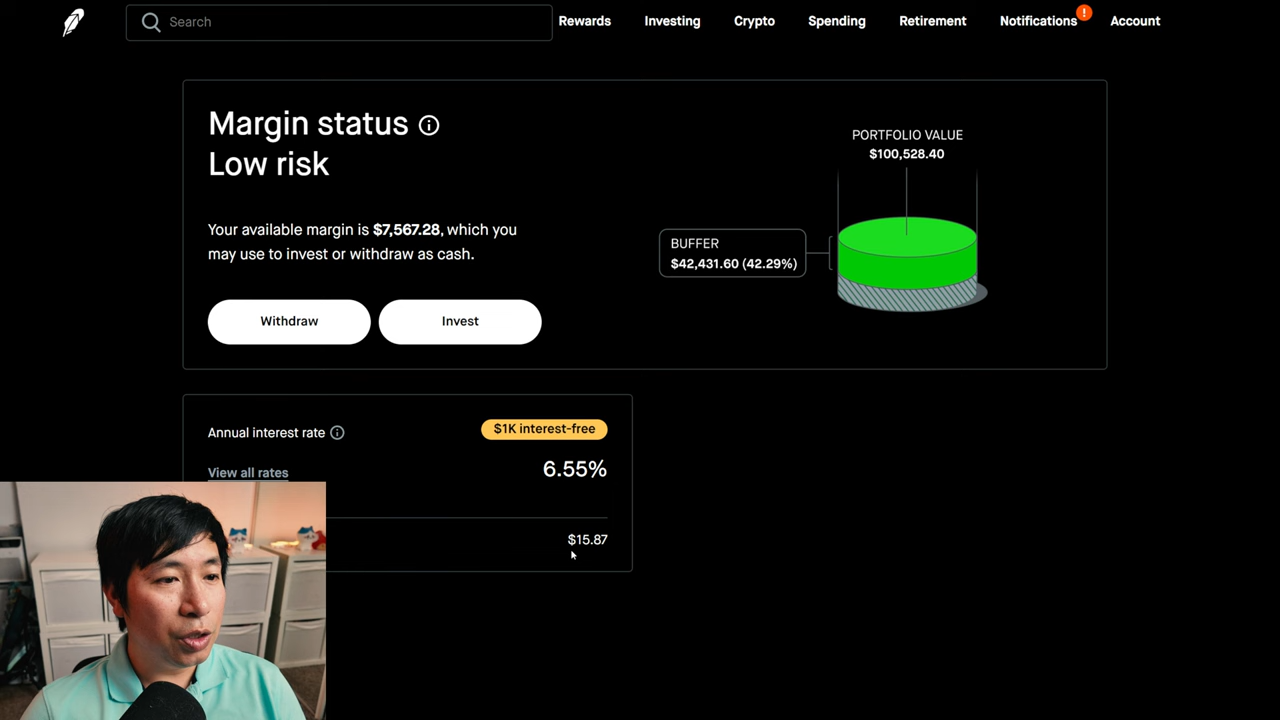 Search
Rewards
Investing
Crypto
Spending
Retirement
Notifications
!
Account
Margin status
Low risk
Your available margin is $7,567.28, which you
may use to invest or withdraw as cash.
Withdraw
Invest
PORTFOLIO VALUE
$100,528.40
BUFFER
$42,431.60 (42.29%)
Annual interest rate
$1K interest-free
View all rates
6.55%
$15.87